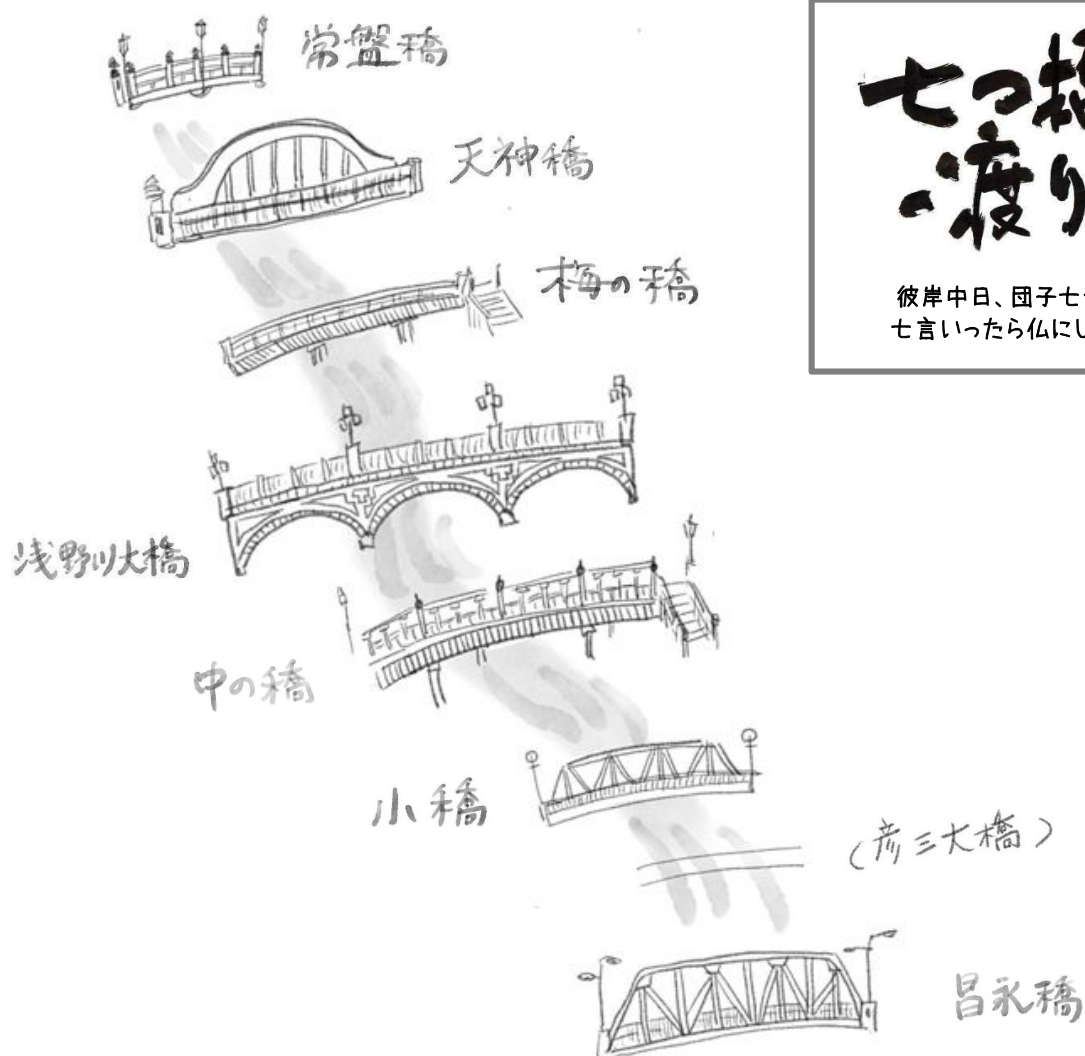 常盤橋
天神橋
梅の橋
浅野川大橋
中の橋
小橋
(彦三大橋)
昌永橋
七つ
渡り
彼岸中日、団子七
七言いったら仏に